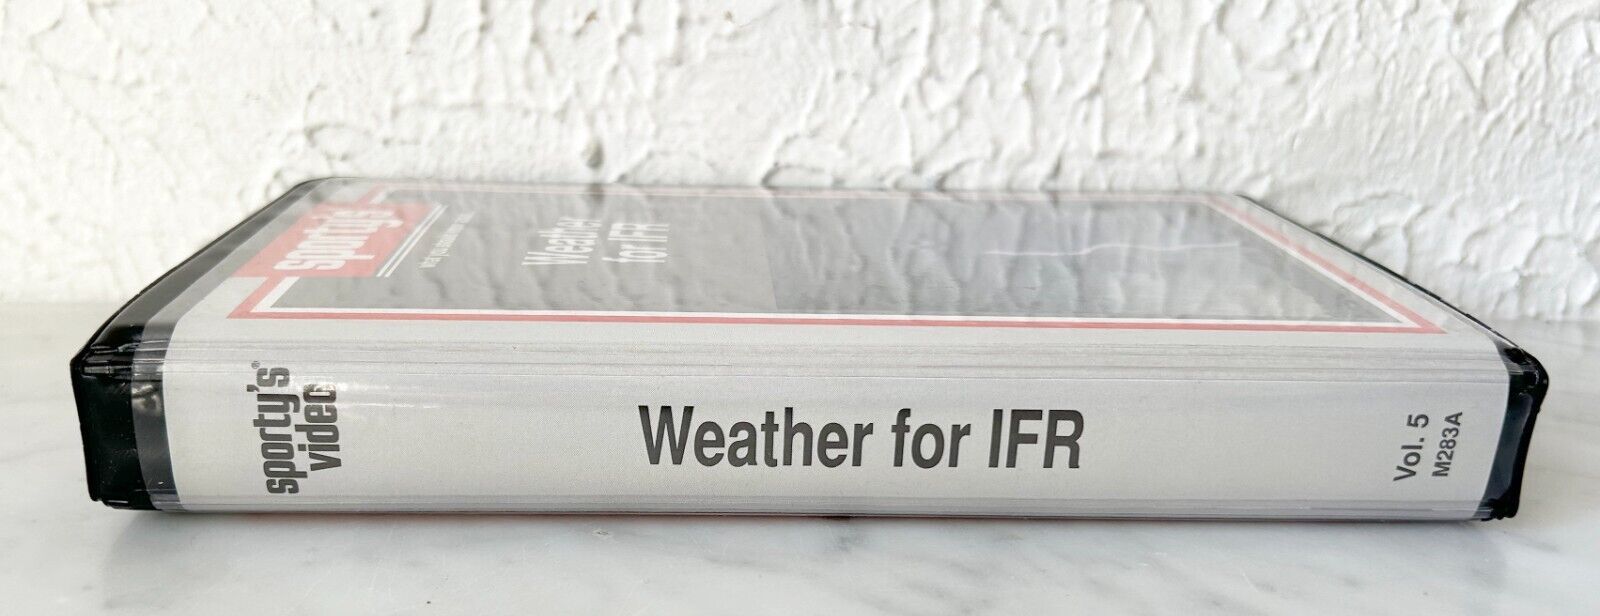 sporty's
Weather
for IFR
sporty's®
video
Weather for IFR
Vol. 5
M283A